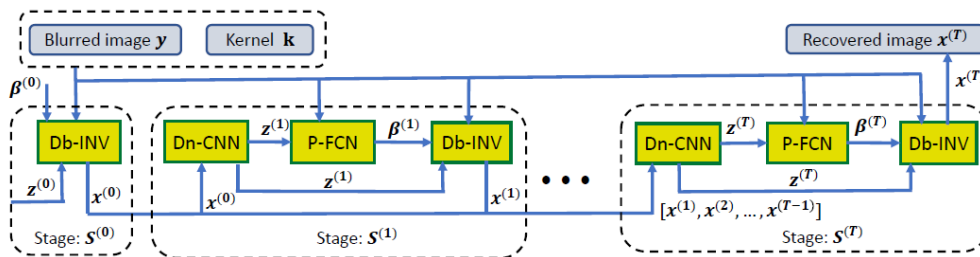 Blurred image y
Kernel k
Recovered image x^(T)
β^(0)
x^(T
Db-INV
z^(0)
x^(0)
Stage: S^(0)
Dn-CNN
z^(1)
P-FCN
β^(1)
Db-INV
z^(1)
x^(0)
x^(1)
Stage: S^(1)
• • •
Dn-CNN
z^(T)
P-FCN
β^(T)
Db-INV
z^(T)
[x^(1), x^(2), ..., x^(T-1)]
Stage: S^(T)